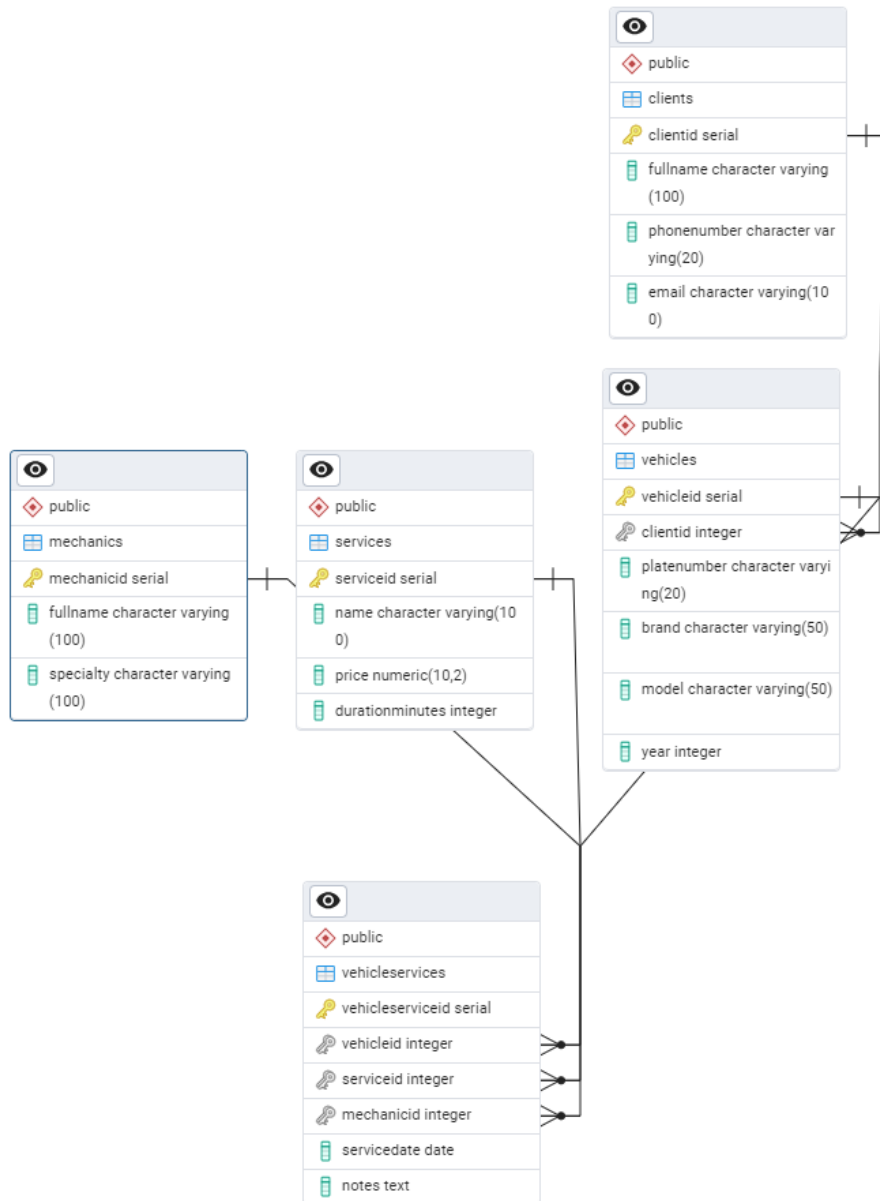 public
clients
clientid serial
fullname character varying
(100)
phonenumber character var
ying(20)
email character varying(10
0)
public
vehicles
vehicleid serial
clientid integer
platenumber character varyi
ng(20)
brand character varying(50)
model character varying(50)
year integer
public
mechanics
mechanicid serial
fullname character varying
(100)
specialty character varying
(100)
public
services
serviceid serial
name character varying(10
0)
price numeric(10,2)
durationminutes integer
public
vehicleservices
vehicleserviceid serial
vehicleid integer
serviceid integer
mechanicid integer
servicedate date
notes text